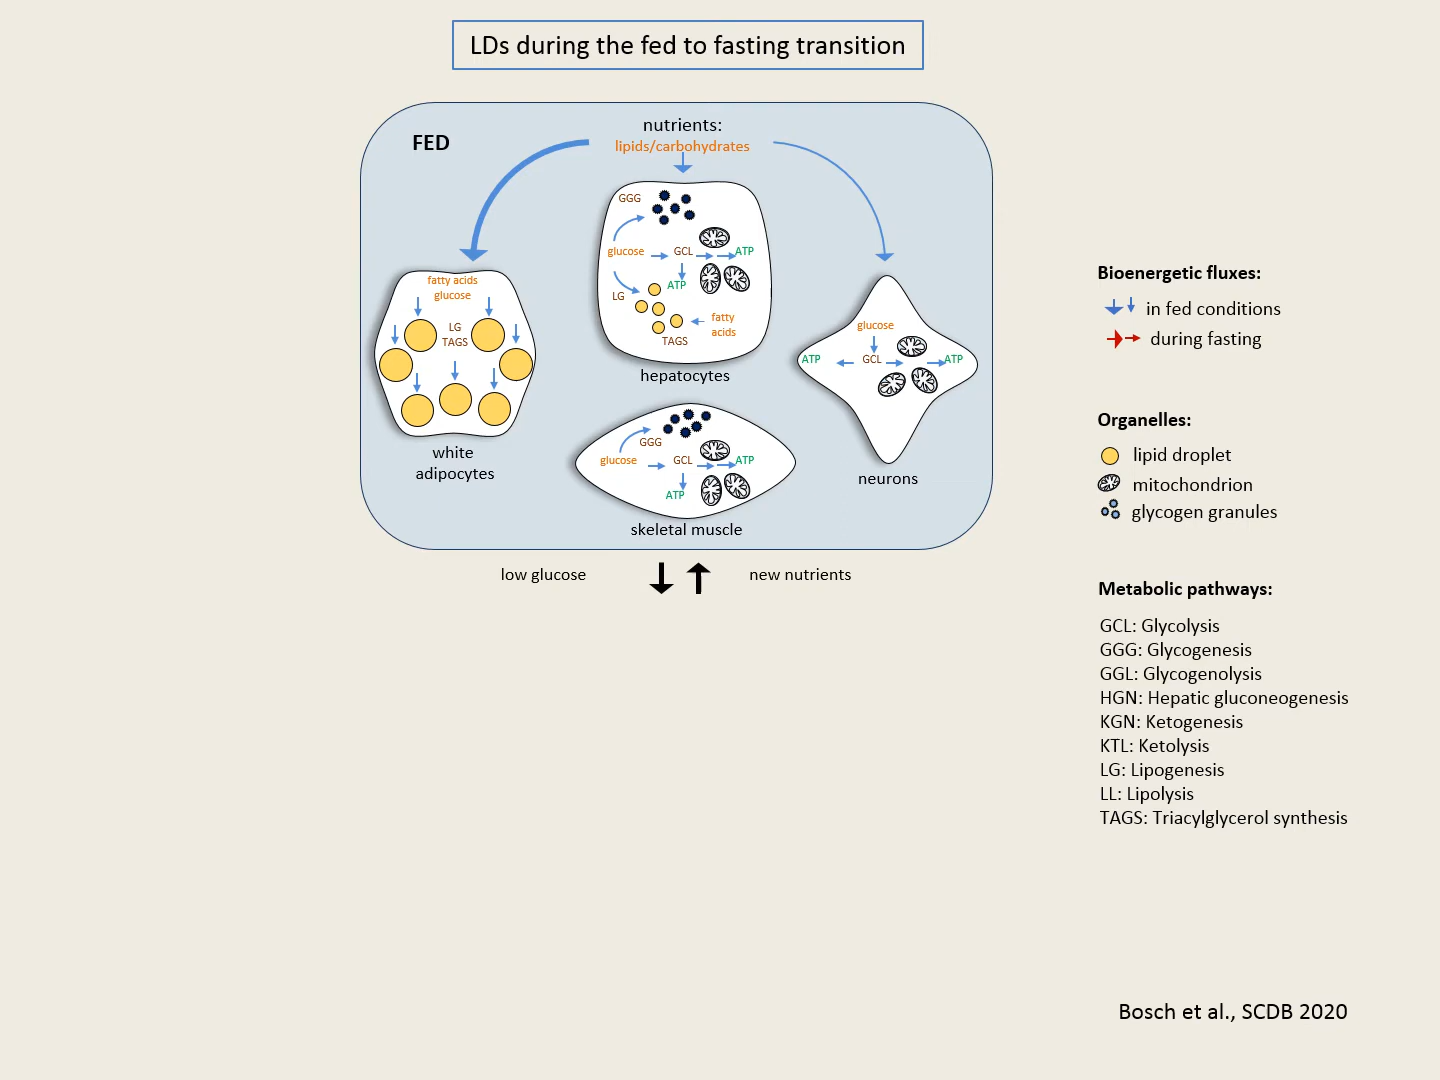 LDs during the fed to fasting transition
FED
nutrients:
lipids/carbohydrates
GGG
glucose
GCL
ATP
ATP
LG
fatty
acids
TAGS
hepatocytes
fatty acids
glucose
LG
TAGS
white
adipocytes
glucose
ATP
GCL
ATP
neurons
GGG
glucose
GCL
ATP
ATP
skeletal muscle
low glucose
new nutrients
Bioenergetic fluxes:
in fed conditions
during fasting
Organelles:
lipid droplet
mitochondrion
glycogen granules
Metabolic pathways:
GCL: Glycolysis
GGG: Glycogenesis
GGL: Glycogenolysis
HGN: Hepatic gluconeogenesis
KGN: Ketogenesis
KTL: Ketolysis
LG: Lipogenesis
LL: Lipolysis
TAGS: Triacylglycerol synthesis
Bosch et al., SCDB 2020